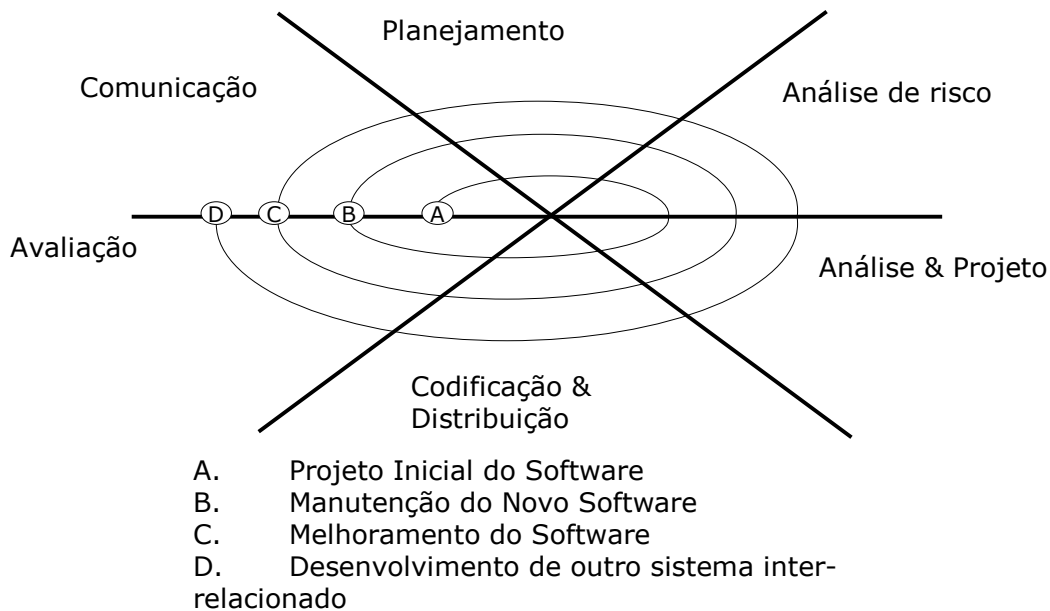 Planejamento
Comunicação
Análise de risco
D C B A
Avaliação
Análise & Projeto
Codificação &
Distribuição
A. Projeto Inicial do Software
B. Manutenção do Novo Software
C. Melhoramento do Software
D. Desenvolvimento de outro sistema inter-
relacionado